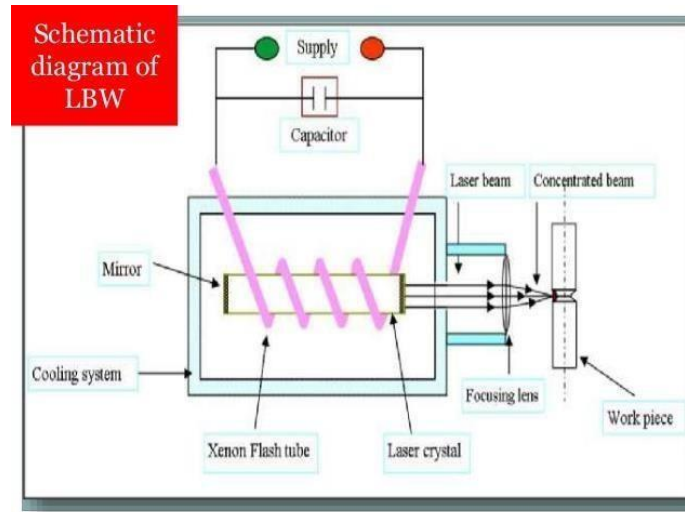 Schematic
diagram of
LBW
Supply
Capacitor
Laser beam
Concentrated beam
Mirror
Cooling system
Xenon Flash tube
Laser crystal
Focusing lens
Work piece